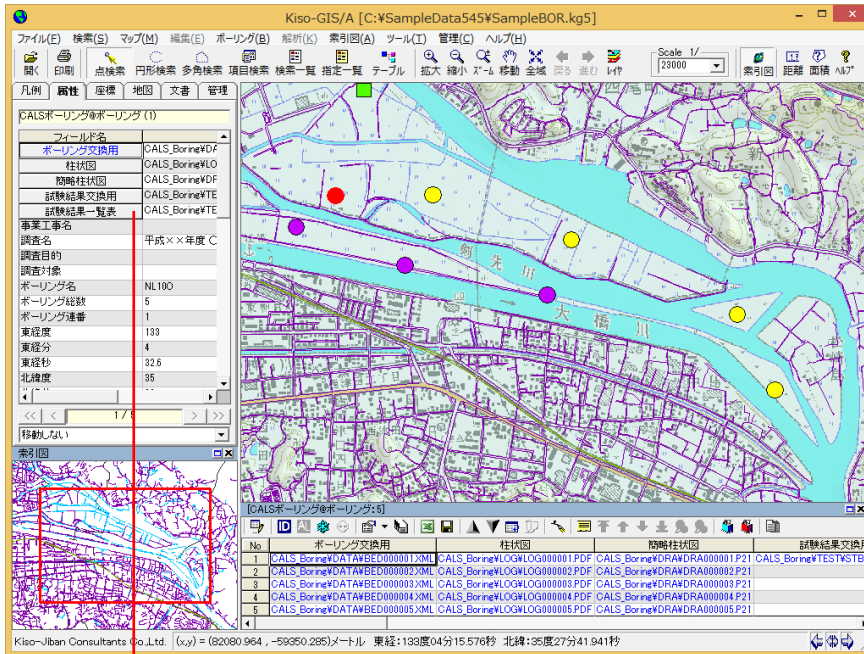 Kiso-GIS/A [C:¥SampleData545¥SampleBOR.kg5]
ファイル(F) 検索(S) マップ(M) 編集(E) ボーリング(B) 解析(K) 索引図(A) ツール(T) 管理(C) ヘルプ(H)
開く 印刷 点検索 円形検索 多角検索 項目検索 検索一覧 指定一覧 テーブル 拡大 縮小 ズーム 移動 全域 戻る 進む レイヤ Scale 1/ 23000 索引図 距離 面積 ヘルプ
凡例 属性 座標 地図 文書 管理
CALSボーリング@ボーリング (1)
フィールド名
ボーリング交換用 CALS_Boring¥DA
柱状図 CALS_Boring¥LO
簡略柱状図 CALS_Boring¥DF
試験結果交換用 CALS_Boring¥TE
試験結果一覧表 CALS_Boring¥TE
事業工事名
調査名 平成××年度 〇
調査目的
調査対象
ボーリング名 NL100
ボーリング総数 5
ボーリング連番 1
東経度 133
東経分 4
東経秒 32.6
北緯度 35
<< < 1 / 5 > >>
移動しない
索引図
西尾町
剣先川
大橋川
[CALSボーリング@ボーリング:5]
No ボーリング交換用 柱状図 簡略柱状図 試験結果交換用
1 CALS_Boring¥DATA¥BED000001.XML CALS_Boring¥LOG¥LOG000001.PDF CALS_Boring¥DRA¥DRA000001.P21 CALS_Boring¥TEST¥STB
2 CALS_Boring¥DATA¥BED000002.XML CALS_Boring¥LOG¥LOG000002.PDF CALS_Boring¥DRA¥DRA000002.P21
3 CALS_Boring¥DATA¥BED000003.XML CALS_Boring¥LOG¥LOG000003.PDF CALS_Boring¥DRA¥DRA000003.P21
4 CALS_Boring¥DATA¥BED000004.XML CALS_Boring¥LOG¥LOG000004.PDF CALS_Boring¥DRA¥DRA000004.P21
5 CALS_Boring¥DATA¥BED000005.XML CALS_Boring¥LOG¥LOG000005.PDF CALS_Boring¥DRA¥DRA000005.P21
Kiso-Jiban Consultants Co.,Ltd. (x,y) = (82080.964 , -59350.285)メートル 東経:133度04分15.576秒 北緯:35度27分41.941秒